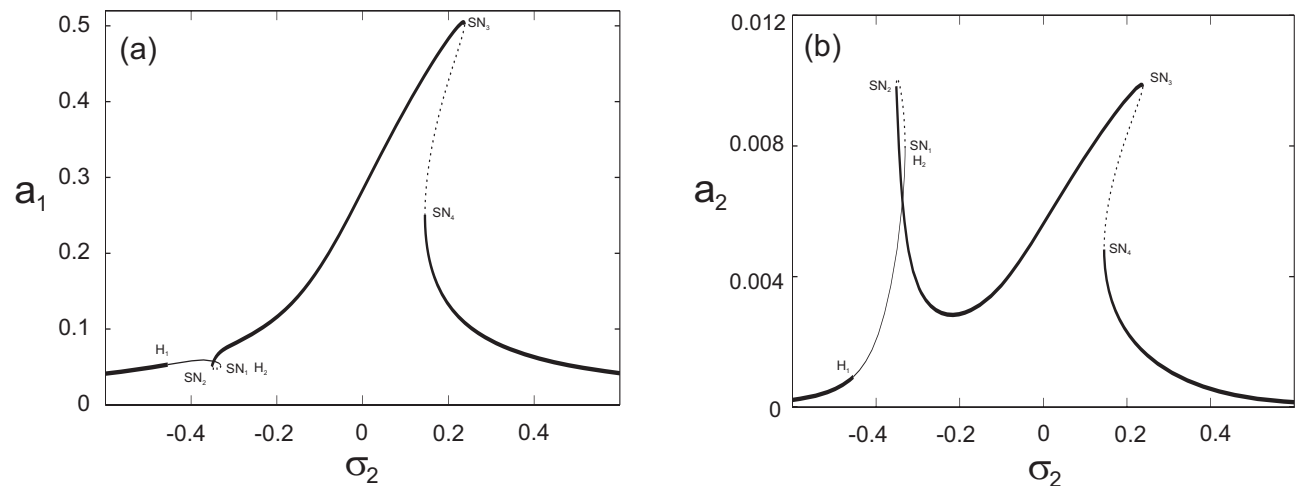 (a)
0.5
0.4
0.3
0.2
0.1
0
a₁
SN₃
SN₄
H₁
SN₂
SN₁ H₂
-0.4 -0.2 0 0.2 0.4
σ₂
(b)
0.012
0.008
0.004
0
a₂
SN₂
SN₃
SN₁
H₂
SN₄
H₁
-0.4 -0.2 0 0.2 0.4
σ₂